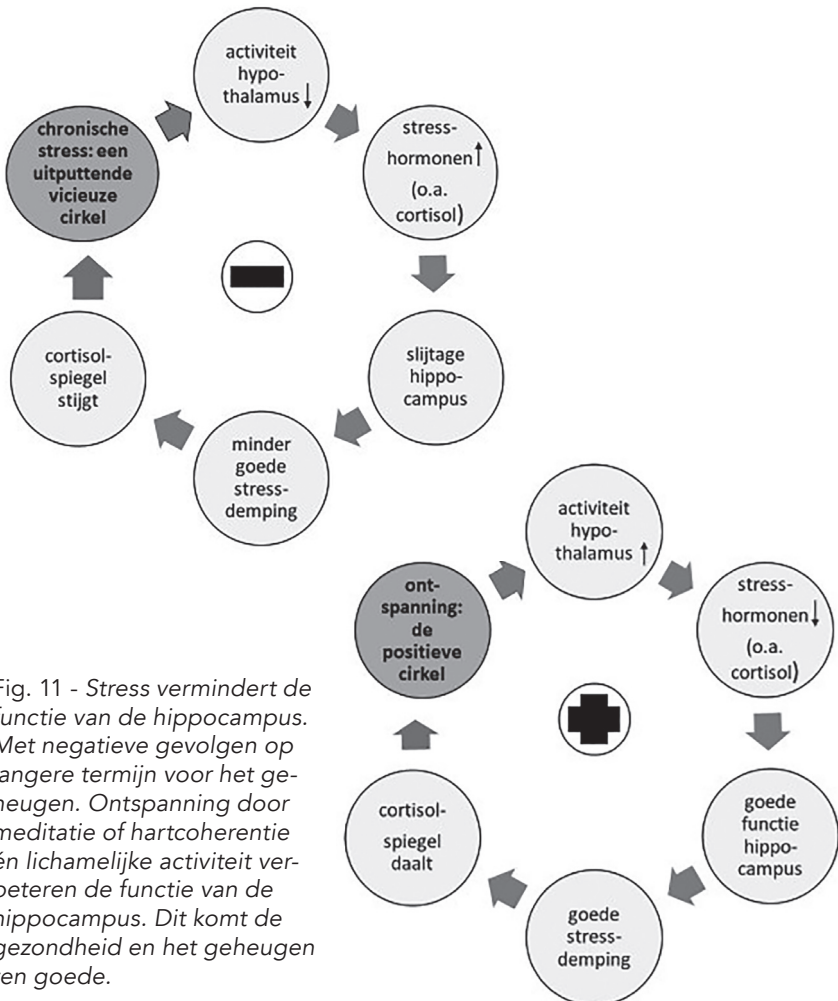 activiteit
hypo-
thalamus ↓
stress-
hormonen ↑
(o.a.
cortisol)
slijtage
hippo-
campus
minder
goede
stress-
demping
cortisol-
spiegel
stijgt
chronische
stress: een
uitputtende
vicieuze
cirkel
activiteit
hypo-
thalamus ↑
stress-
hormonen ↓
(o.a.
cortisol)
goede
functie
hippo-
campus
goede
stress-
demping
cortisol-
spiegel
daalt
ont-
spanning:
de
positieve
cirkel
Fig. 11 - Stress vermindert de
functie van de hippocampus.
Met negatieve gevolgen op
langere termijn voor het ge-
heugen. Ontspanning door
meditatie of hartcoherentie
én lichamelijke activiteit ver-
beteren de functie van de
hippocampus. Dit komt de
gezondheid en het geheugen
ten goede.